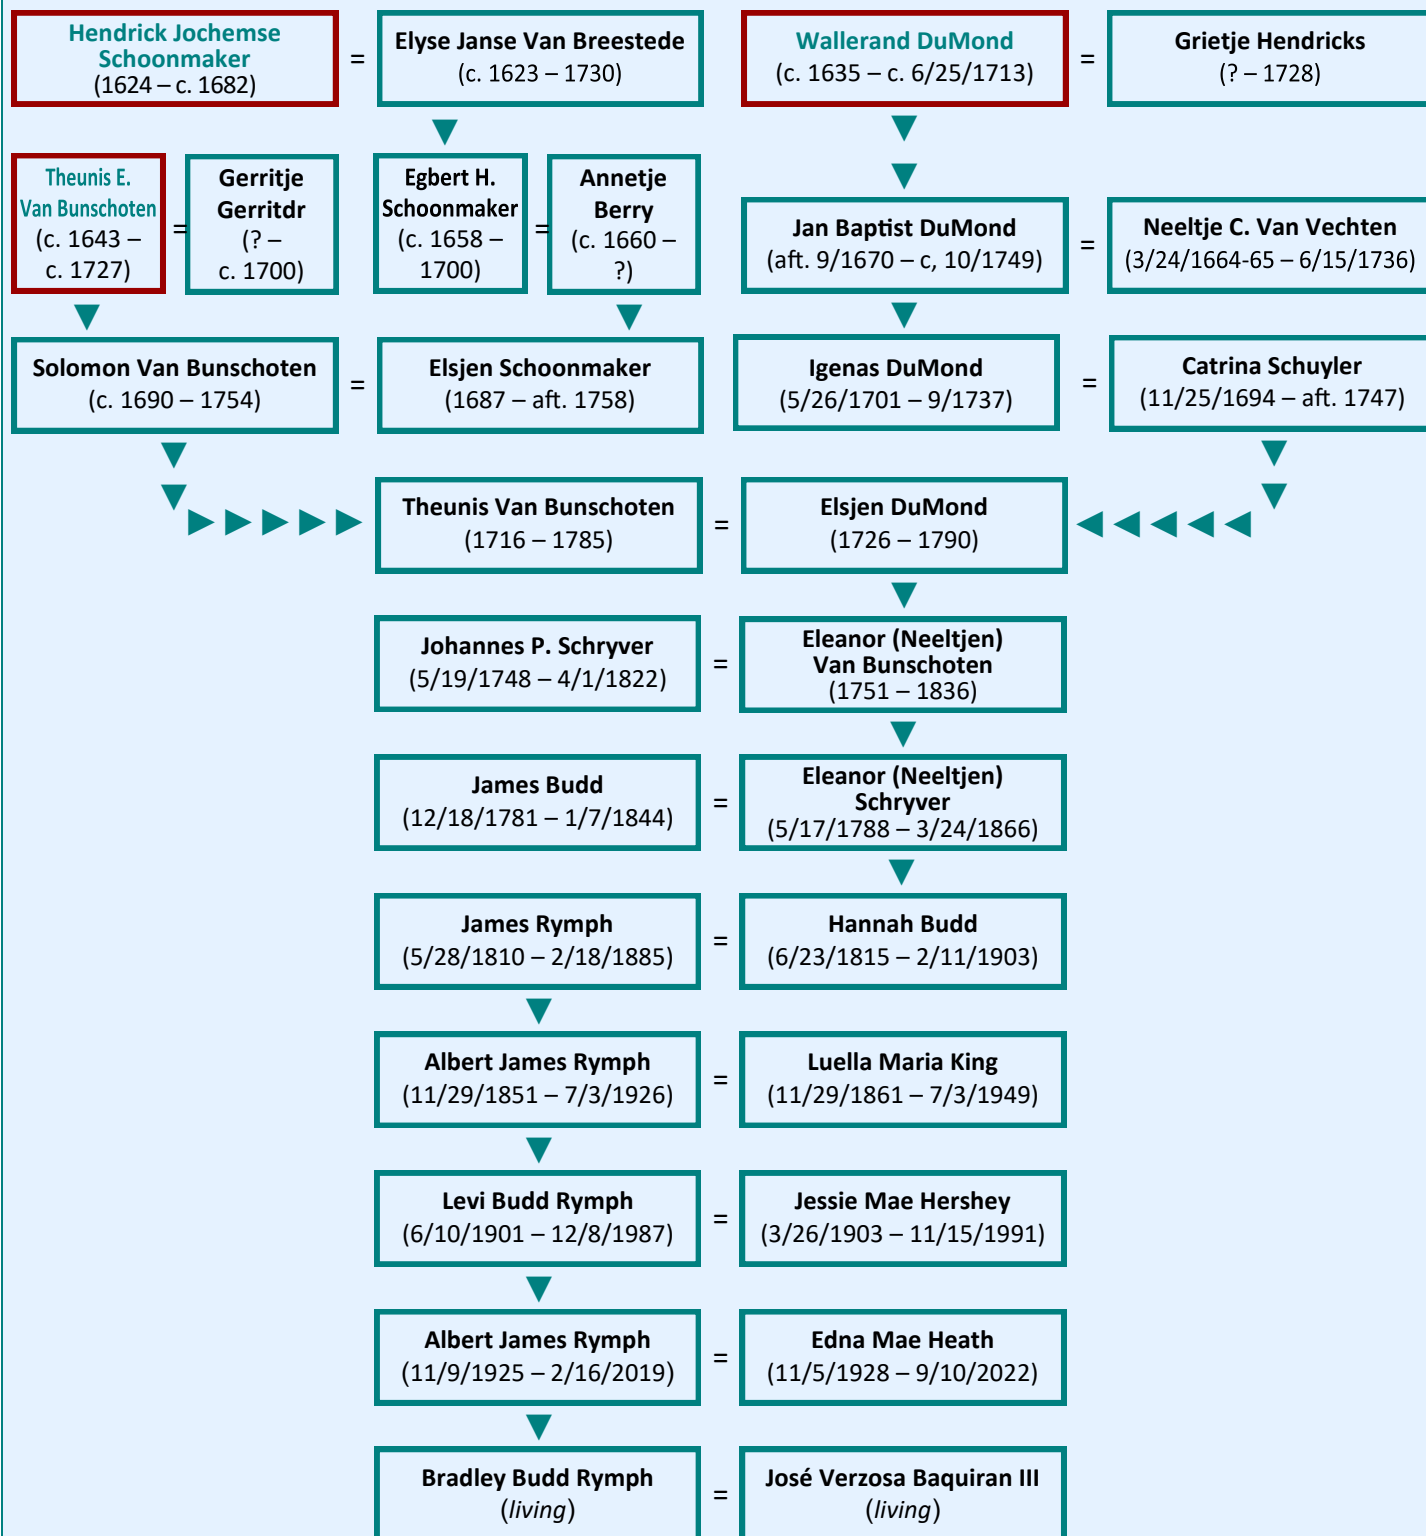 Hendrick Jochemse
Schoonmaker
(1624 – c. 1682)
=
Elyse Janse Van Breestede
(c. 1623 – 1730)
Wallerand DuMond
(c. 1635 – c. 6/25/1713)
=
Grietje Hendricks
(? – 1728)
Theunis E.
Van Bunschoten
(c. 1643 –
c. 1727)
=
Gerritje
Gerritdr
(? –
c. 1700)
Egbert H.
Schoonmaker
(c. 1658 –
1700)
=
Annetje
Berry
(c. 1660 –
?)
Jan Baptist DuMond
(aft. 9/1670 – c, 10/1749)
=
Neeltje C. Van Vechten
(3/24/1664-65 – 6/15/1736)
Solomon Van Bunschoten
(c. 1690 – 1754)
=
Elsjen Schoonmaker
(1687 – aft. 1758)
Igenas DuMond
(5/26/1701 – 9/1737)
=
Catrina Schuyler
(11/25/1694 – aft. 1747)
Theunis Van Bunschoten
(1716 – 1785)
=
Elsjen DuMond
(1726 – 1790)
Johannes P. Schryver
(5/19/1748 – 4/1/1822)
=
Eleanor (Neeltjen)
Van Bunschoten
(1751 – 1836)
James Budd
(12/18/1781 – 1/7/1844)
=
Eleanor (Neeltjen)
Schryver
(5/17/1788 – 3/24/1866)
James Rymph
(5/28/1810 – 2/18/1885)
=
Hannah Budd
(6/23/1815 – 2/11/1903)
Albert James Rymph
(11/29/1851 – 7/3/1926)
=
Luella Maria King
(11/29/1861 – 7/3/1949)
Levi Budd Rymph
(6/10/1901 – 12/8/1987)
=
Jessie Mae Hershey
(3/26/1903 – 11/15/1991)
Albert James Rymph
(11/9/1925 – 2/16/2019)
=
Edna Mae Heath
(11/5/1928 – 9/10/2022)
Bradley Budd Rymph
(living)
=
José Verzosa Baquiran III
(living)